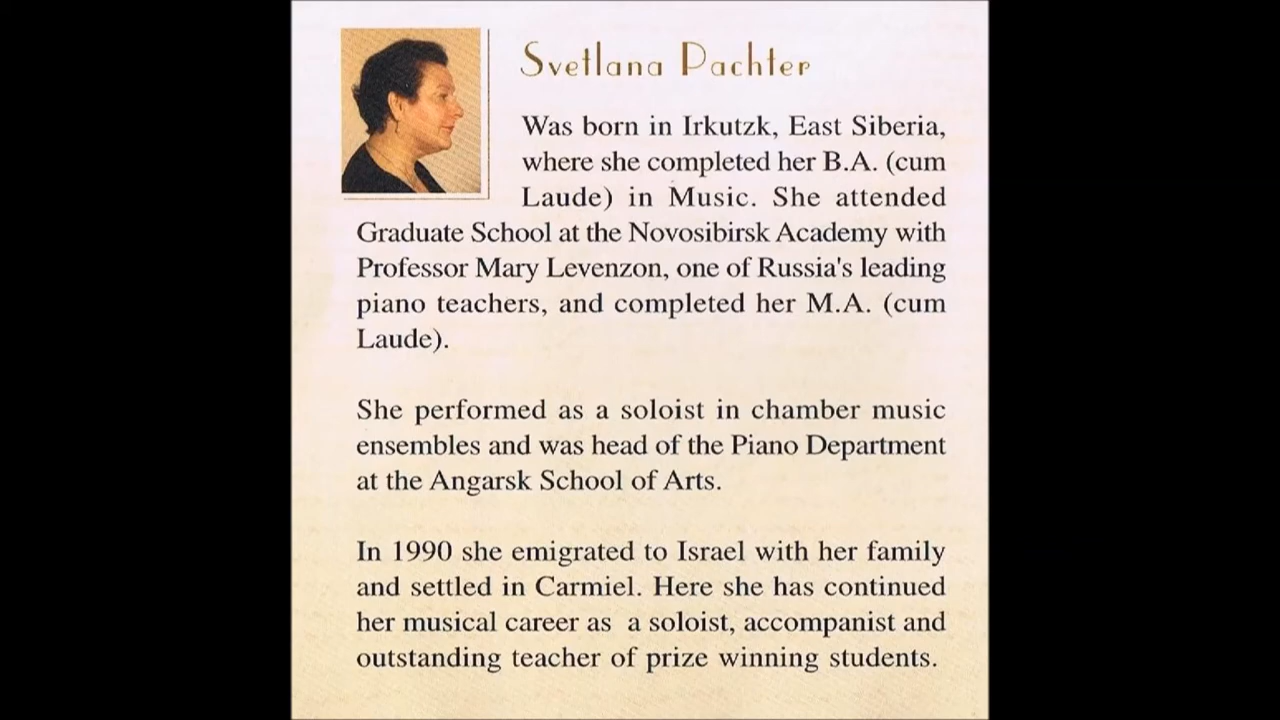 Svetlana Pachter
Was born in Irkutzk, East Siberia,
where she completed her B.A. (cum
Laude) in Music. She attended
Graduate School at the Novosibirsk Academy with
Professor Mary Levenzon, one of Russia's leading
piano teachers, and completed her M.A. (cum
Laude).
She performed as a soloist in chamber music
ensembles and was head of the Piano Department
at the Angarsk School of Arts.
In 1990 she emigrated to Israel with her family
and settled in Carmiel. Here she has continued
her musical career as a soloist, accompanist and
outstanding teacher of prize winning students.